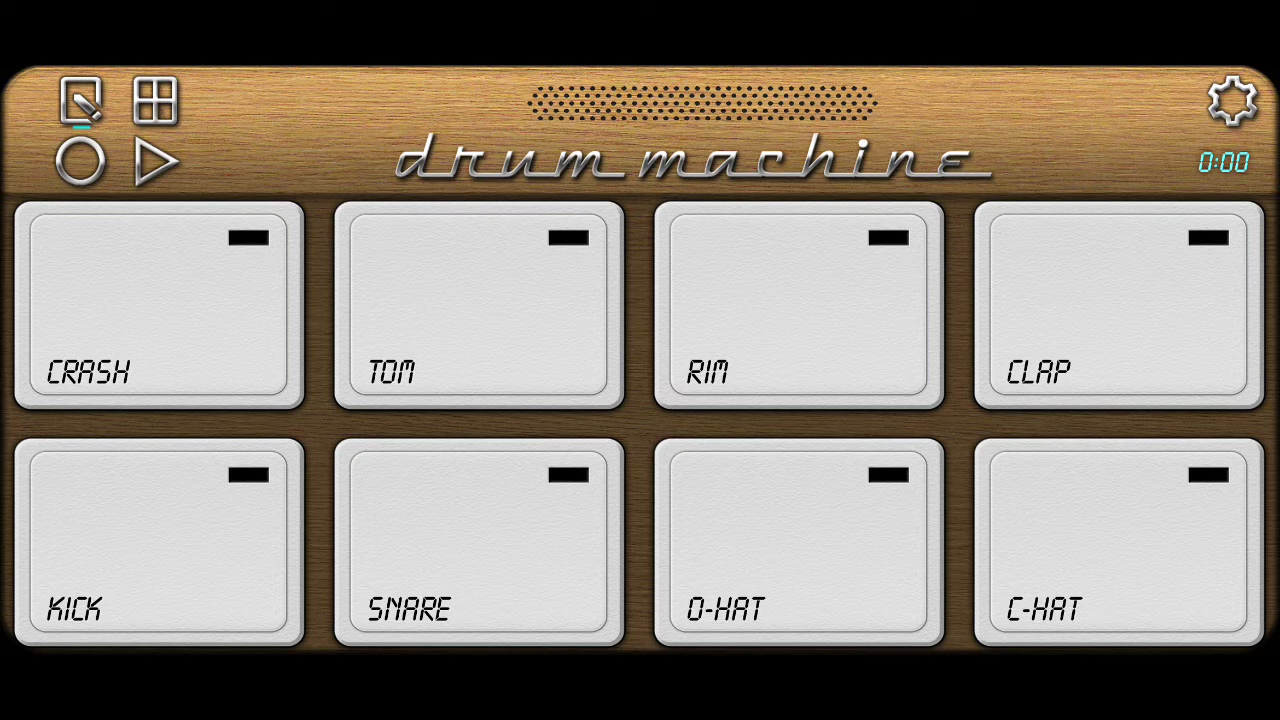 drum machine
0:00
CRASH
TOM
RIM
CLAP
KICK
SNARE
O-HAT
C-HAT